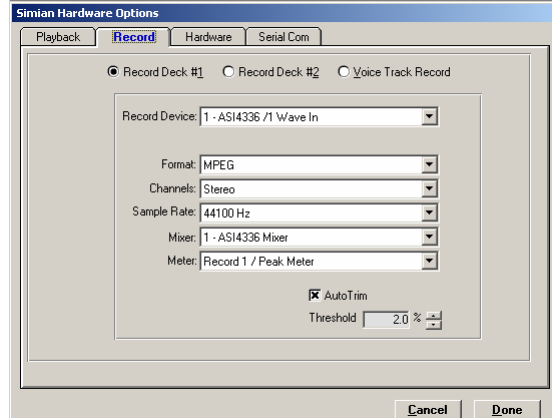 Simian Hardware Options
Playback Record Hardware Serial Com
Record Deck #1 Record Deck #2 Voice Track Record
Record Device: 1 - ASI4336 /1 Wave In
Format: MPEG
Channels: Stereo
Sample Rate: 44100 Hz
Mixer: 1 - ASI4336 Mixer
Meter: Record 1 / Peak Meter
AutoTrim
Threshold 2.0 %
Cancel Done